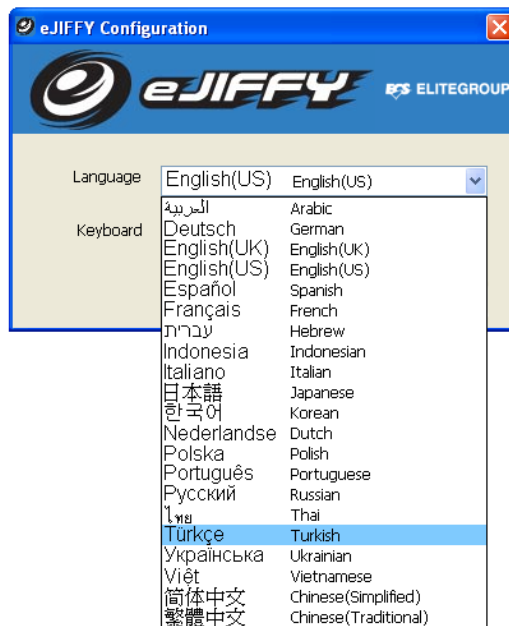 eJIFFY Configuration
eJIFFY ECS ELITEGROUP
Language English(US) English(US)
العربية Arabic
Keyboard Deutsch German
English(UK) English(UK)
English(US) English(US)
Español Spanish
Français French
עברית Hebrew
Indonesia Indonesian
Italiano Italian
日本語 Japanese
한국어 Korean
Nederlandse Dutch
Polska Polish
Português Portuguese
Русский Russian
ไทย Thai
Türkçe Turkish
Українська Ukrainian
Việt Vietnamese
简体中文 Chinese(Simplified)
繁體中文 Chinese(Traditional)